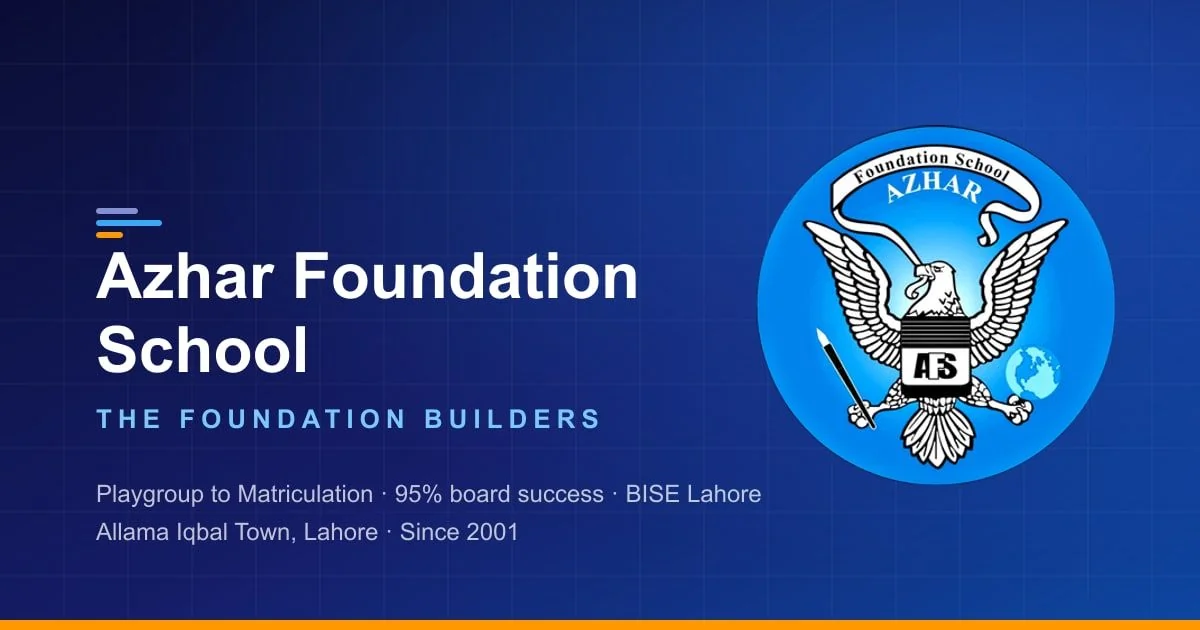 Azhar Foundation
School
THE FOUNDATION BUILDERS
Playgroup to Matriculation · 95% board success · BISE Lahore
Allama Iqbal Town, Lahore · Since 2001
Foundation School
AZHAR
AFS